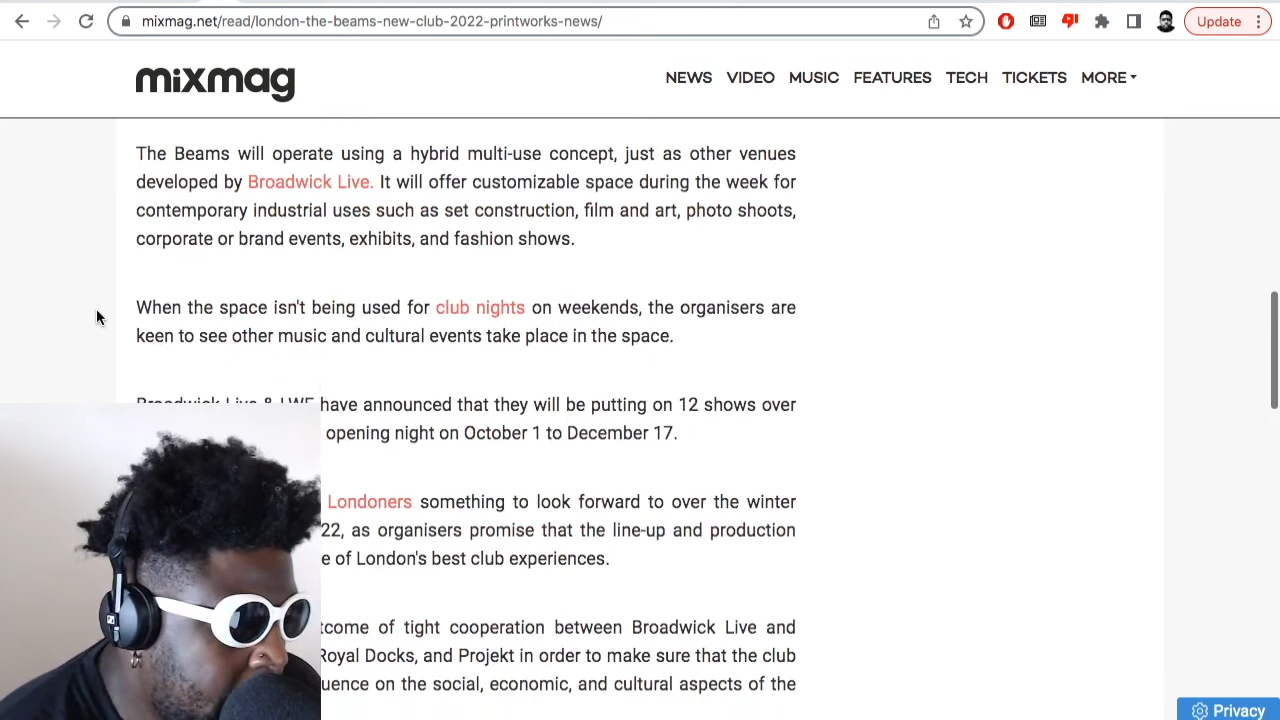 mixmag.net/read/london-the-beams-new-club-2022-printworks-news/
Update
mixmag
NEWS VIDEO MUSIC FEATURES TECH TICKETS MORE
The Beams will operate using a hybrid multi-use concept, just as other venues
developed by Broadwick Live. It will offer customizable space during the week for
contemporary industrial uses such as set construction, film and art, photo shoots,
corporate or brand events, exhibits, and fashion shows.
When the space isn't being used for club nights on weekends, the organisers are
keen to see other music and cultural events take place in the space.
Broadwick Live & LWE have announced that they will be putting on 12 shows over
opening night on October 1 to December 17.
Londoners something to look forward to over the winter
22, as organisers promise that the line-up and production
e of London's best club experiences.
tcome of tight cooperation between Broadwick Live and
Royal Docks, and Projekt in order to make sure that the club
uence on the social, economic, and cultural aspects of the
Privacy